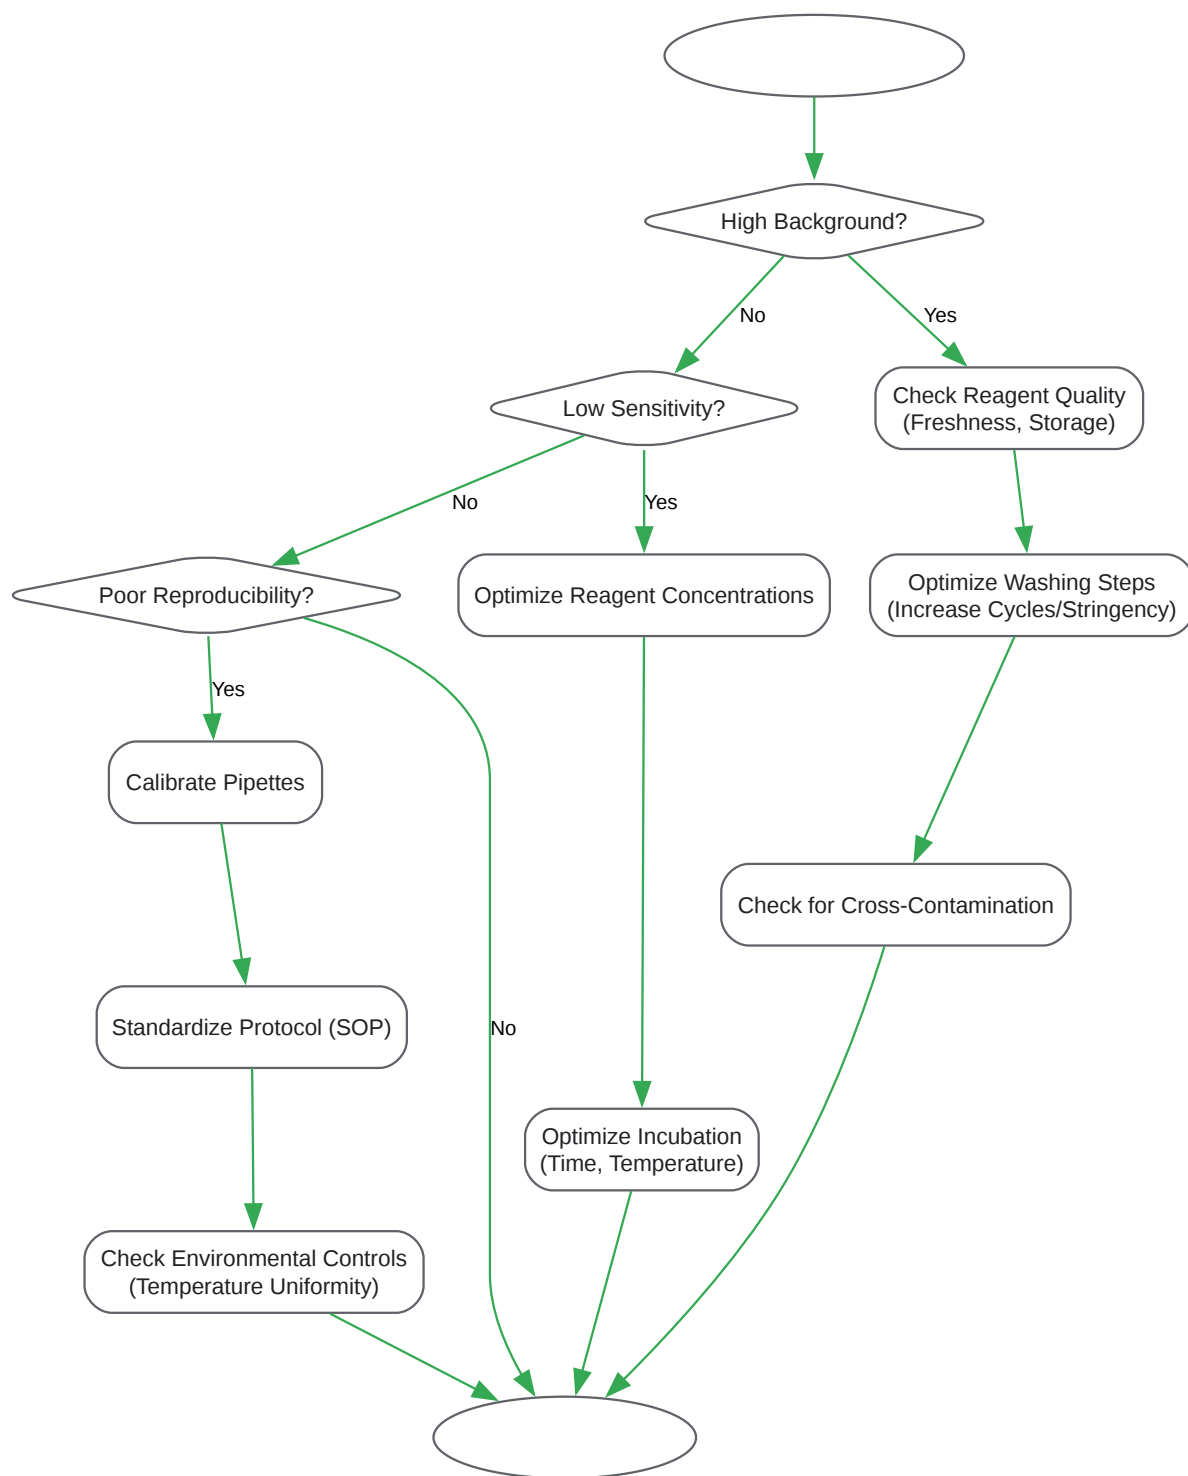 High Background?
No
Yes
Check Reagent Quality
(Freshness, Storage)
Low Sensitivity?
No
Yes
Poor Reproducibility?
Optimize Reagent Concentrations
Optimize Washing Steps
(Increase Cycles/Stringency)
Yes
Calibrate Pipettes
Check for Cross-Contamination
Standardize Protocol (SOP)
No
Optimize Incubation
(Time, Temperature)
Check Environmental Controls
(Temperature Uniformity)